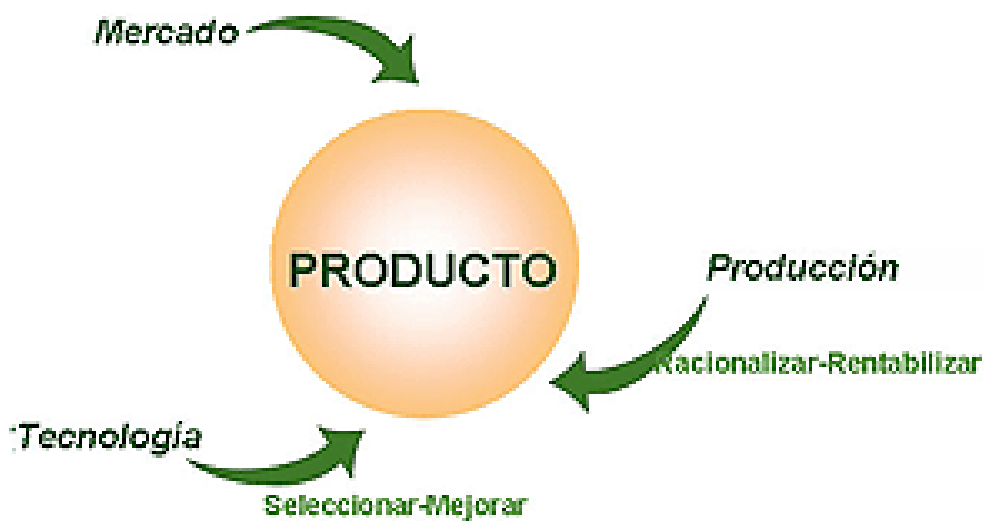 Mercado
PRODUCTO
Producción
Racionalizar-Rentabilizar
Tecnología
Seleccionar-Mejorar